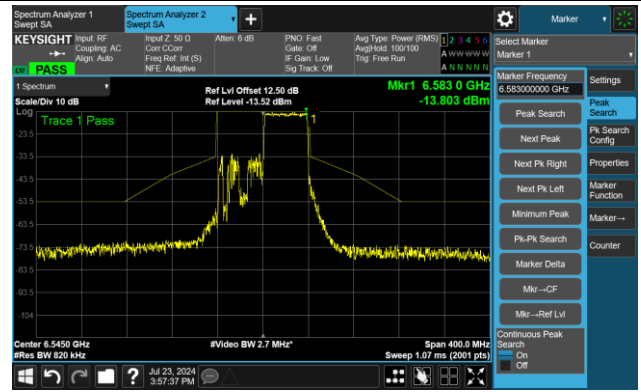 Spectrum Analyzer 1
Swept SA
Spectrum Analyzer 2
Swept SA
+
Marker
KEYSIGHT
Input: RF
Coupling: AC
Align: Auto
Input Z: 50 Ω
Corr CCorr
Freq Ref: Int (S)
NFE: Adaptive
Atten: 6 dB
PNO: Fast
Gate: Off
IF Gain: Low
Sig Track: Off
Avg Type: Power (RMS)
Avg|Hold: 100/100
Trig: Free Run
1 2 3 4 5 6
A W W W W W
A N N N N N
LW
PASS
Select Marker
Marker 1
1 Spectrum
Scale/Div 10 dB
Ref Lvl Offset 12.50 dB
Ref Level -13.52 dBm
Mkr1 6.583 0 GHz
-13.803 dBm
Log
Trace 1 Pass
1
-23.5
-33.5
-43.5
-53.5
-63.5
-73.5
-83.5
-93.5
-104
Center 6.5450 GHz
#Res BW 820 kHz
#Video BW 2.7 MHz*
Span 400.0 MHz
Sweep 1.07 ms (2001 pts)
Marker Frequency
6.583000000 GHz
Peak Search
Next Peak
Next Pk Right
Next Pk Left
Minimum Peak
Pk-Pk Search
Marker Delta
Mkr→CF
Mkr→Ref Lvl
Continuous Peak
Search
On
Off
Settings
Peak
Search
Pk Search
Config
Properties
Marker
Function
Marker→
Counter
?
Jul 23, 2024
3:57:37 PM